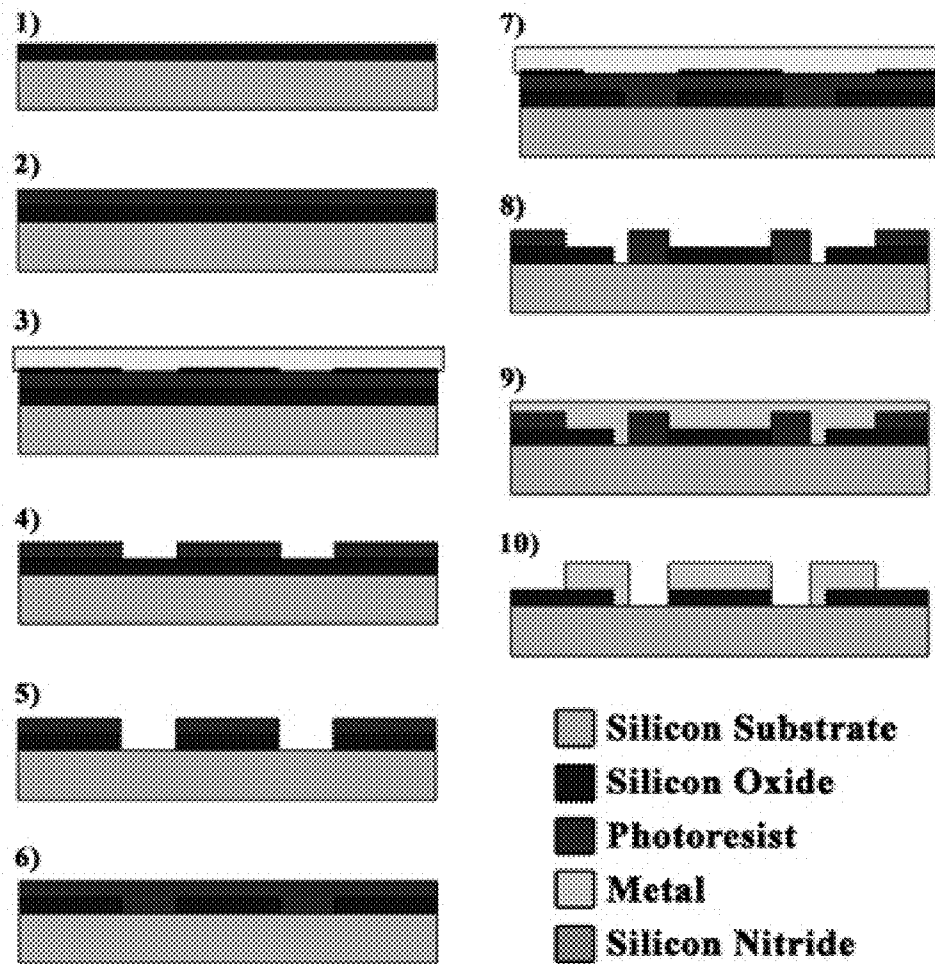 1)
2)
3)
4)
5)
6)
7)
8)
9)
10)
Silicon Substrate
Silicon Oxide
Photoresist
Metal
Silicon Nitride